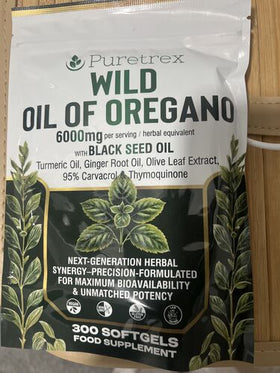 Puretrex
WILD
OIL OF OREGANO
6000mg per serving / herbal equivalent
WITH BLACK SEED OIL
Turmeric Oil, Ginger Root Oil, Olive Leaf Extract,
95% Carvacrol & Thymoquinone
NEXT-GENERATION HERBAL
SYNERGY–PRECISION-FORMULATED
FOR MAXIMUM BIOAVAILABILITY
& UNMATCHED POTENCY
300 SOFTGELS
FOOD SUPPLEMENT